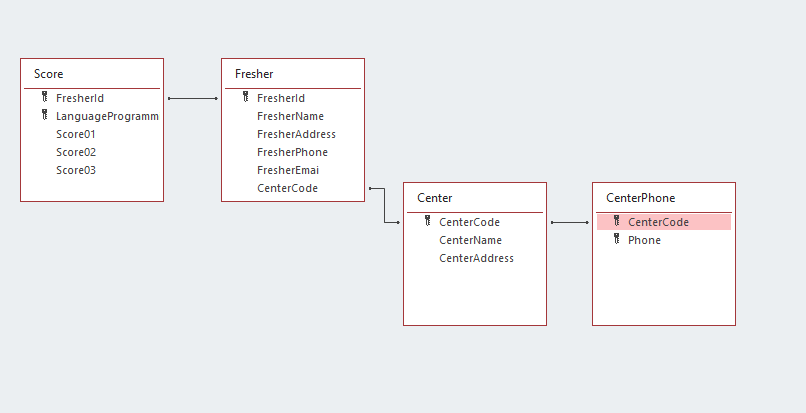 Score
FresherId
LanguageProgramm
Score01
Score02
Score03
Fresher
FresherId
FresherName
FresherAddress
FresherPhone
FresherEmai
CenterCode
Center
CenterCode
CenterName
CenterAddress
CenterPhone
CenterCode
Phone